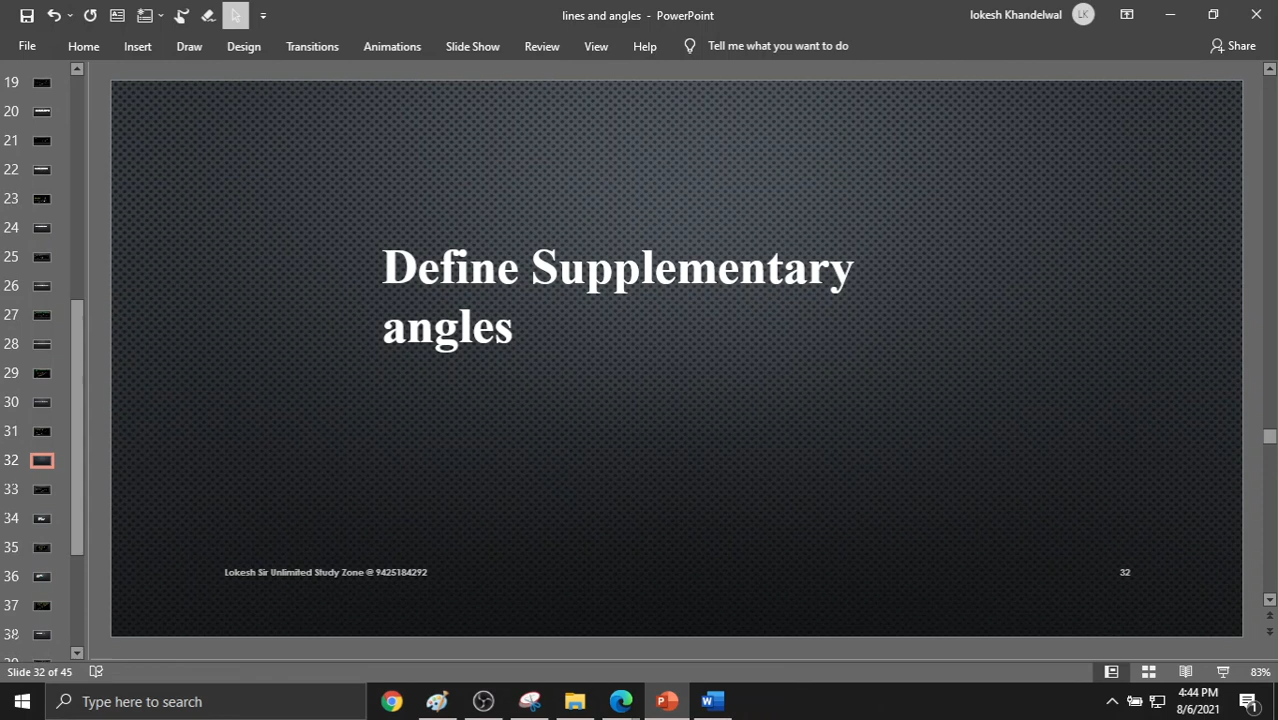 lines and angles - PowerPoint
lokesh Khandelwal
LK
File Home Insert Draw Design Transitions Animations Slide Show Review View Help Tell me what you want to do Share
19
20
21
22
23
24
25
26
27
28
29
30
31
32
33
34
35
36
37
38
Define Supplementary
angles
Lokesh Sir Unlimited Study Zone @ 9425184292
32
Slide 32 of 45
83%
Type here to search
4:44 PM
8/6/2021
1